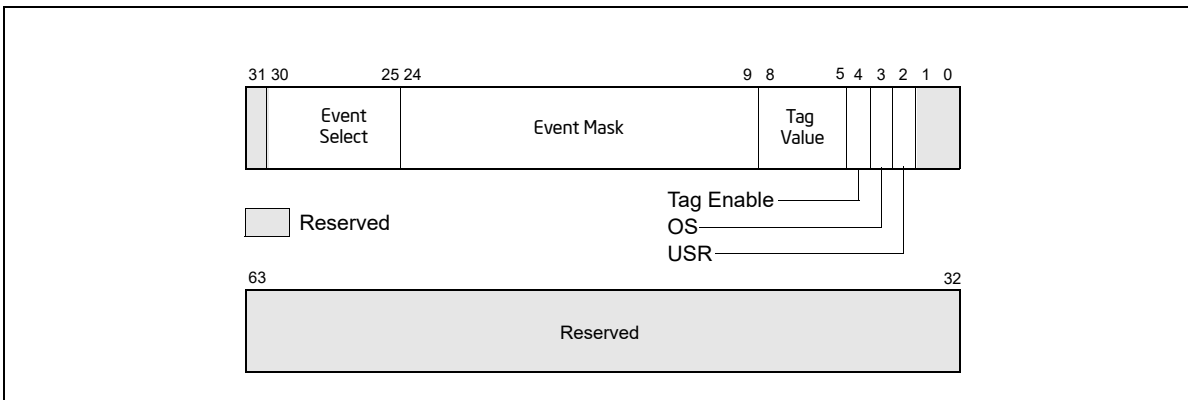 31 30 25 24 9 8 5 4 3 2 1 0
Event
Select
Event Mask
Tag
Value
Tag Enable
OS
USR
Reserved
63 32
Reserved